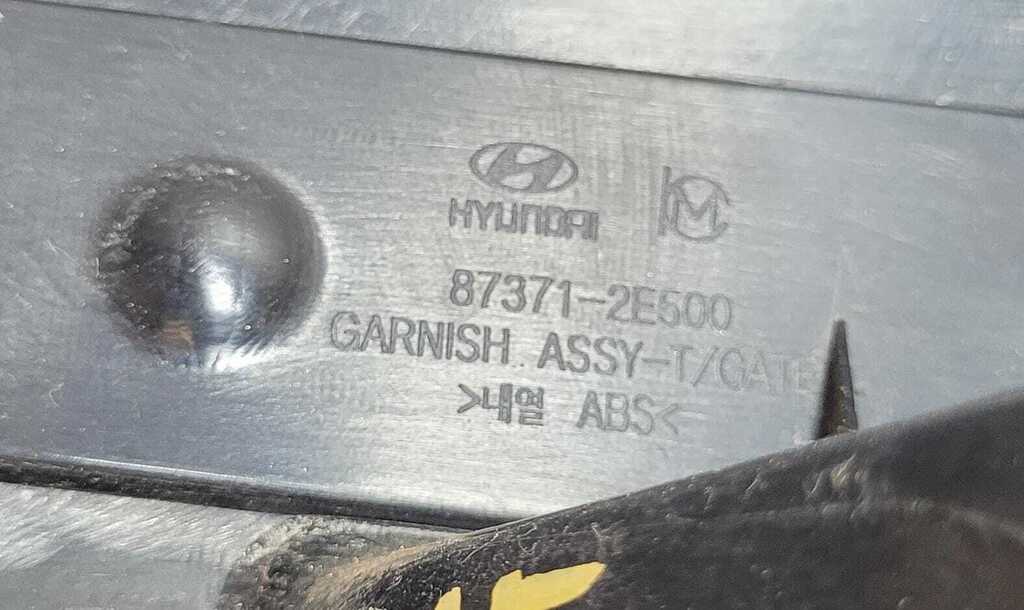 HYUNDAI
87371-2E500
GARNISH ASSY-T/GATE
>내열 ABS<